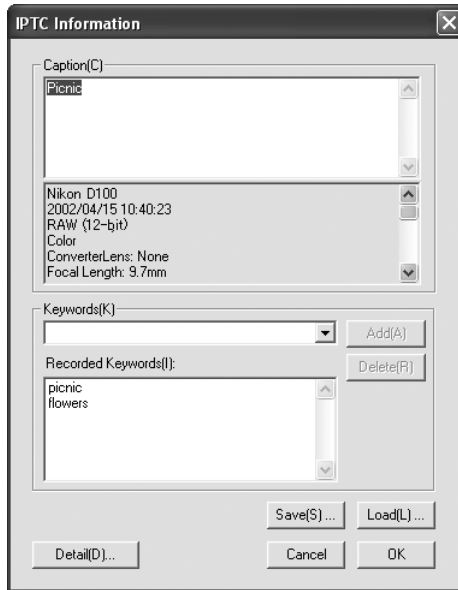 IPTC Information
Caption(C)
Picnic
Nikon D100
2002/04/15 10:40:23
RAW (12-bit)
Color
ConverterLens: None
Focal Length: 9.7mm
Keywords(K)
Add(A)
Recorded Keywords(I):
Delete(R)
picnic
flowers
Save(S) ...
Load(L) ...
Detail(D)...
Cancel
OK